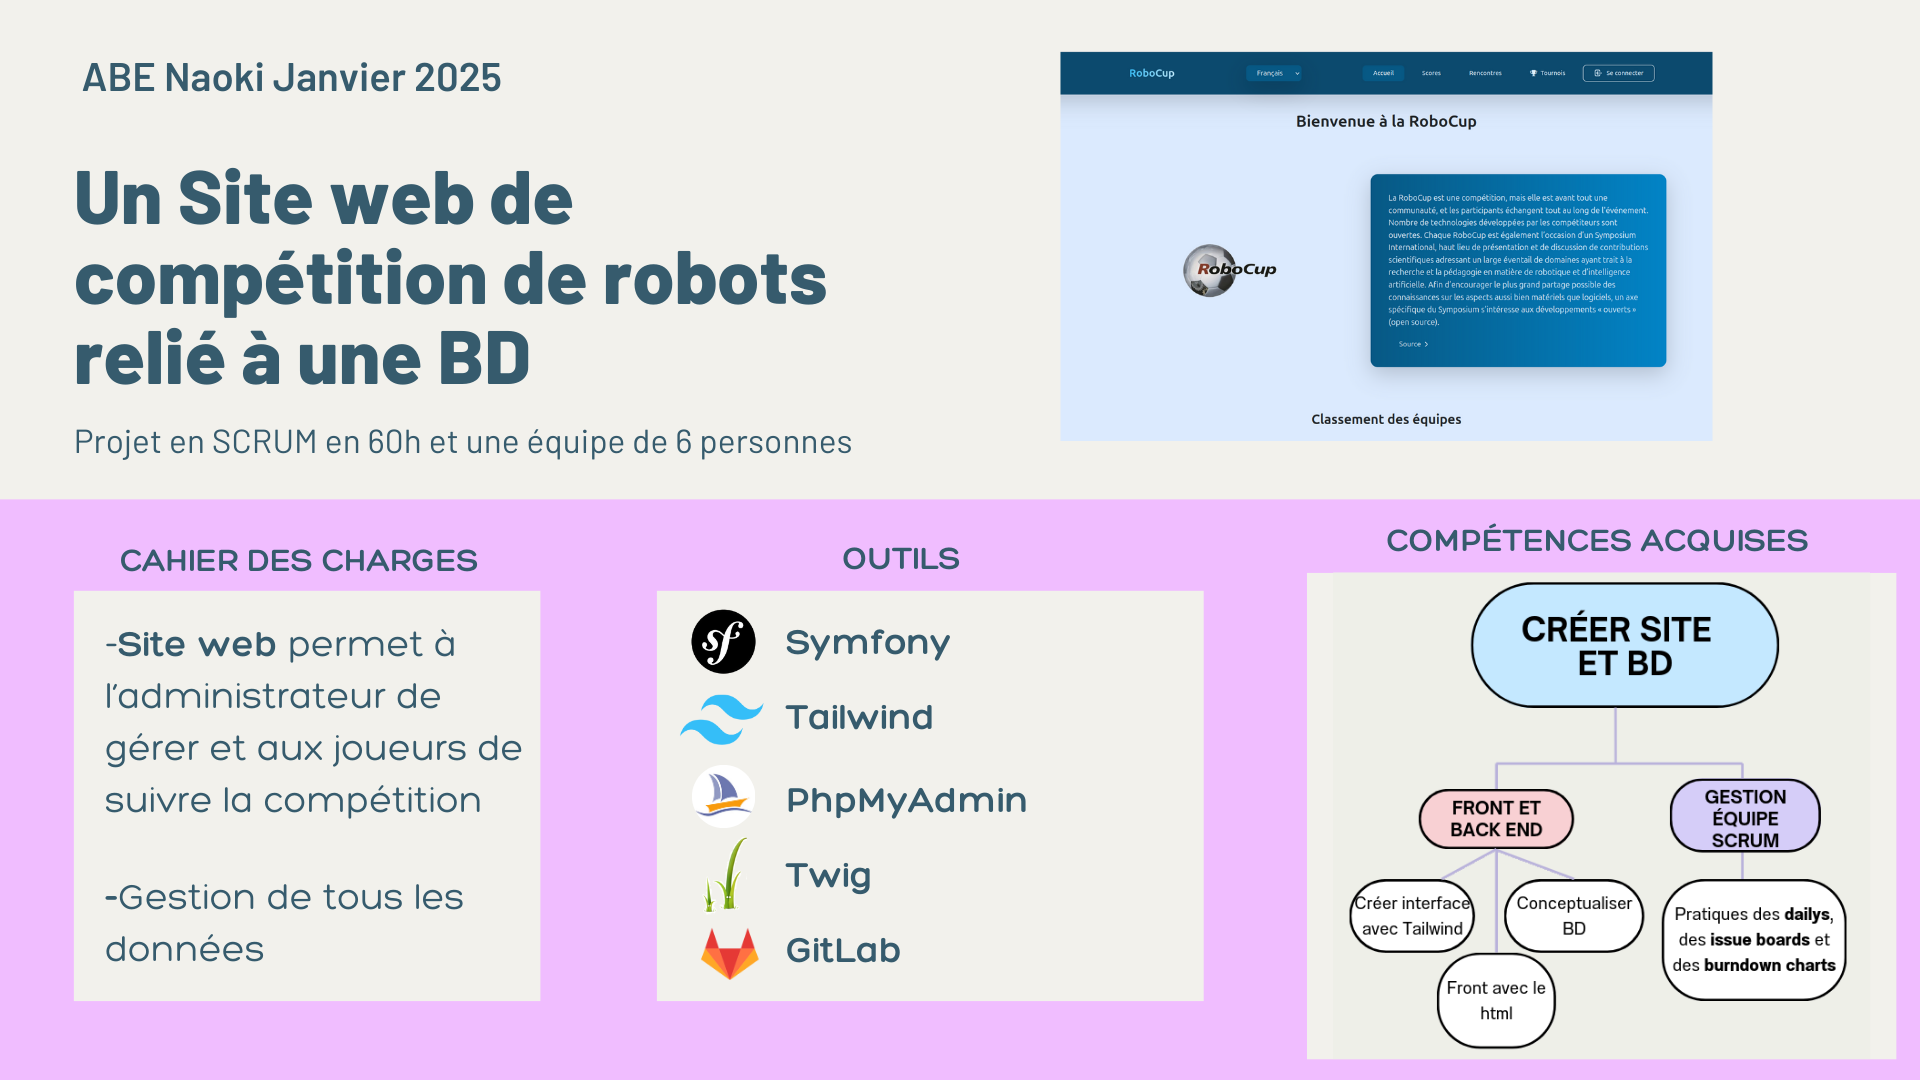 ABE Naoki Janvier 2025
Un Site web de
compétition de robots
relié à une BD
Projet en SCRUM en 60h et une équipe de 6 personnes
RoboCup
Français
Accueil
Scores
Rencontres
Tournois
Se connecter
Bienvenue à la RoboCup
RoboCup
La RoboCup est une compétition, mais elle est avant tout une
communauté, et les participants échangent tout au long de l'événement.
Nombre de technologies développées par les compétiteurs sont
ouvertes. Chaque RoboCup est également l'occasion d'un Symposium
International, haut lieu de présentation et de discussion de contributions
scientifiques adressant un large éventail de domaines ayant trait à la
recherche et la pédagogie en matière de robotique et d'intelligence
artificielle. Afin d'encourager le plus grand partage possible des
connaissances sur les aspects aussi bien matériels que logiciels, un axe
spécifique du Symposium s'intéresse aux développements « ouverts »
(open source).
Source
Classement des équipes
CAHIER DES CHARGES
-Site web permet à
l'administrateur de
gérer et aux joueurs de
suivre la compétition
-Gestion de tous les
données
OUTILS
sf Symfony
Tailwind
PhpMyAdmin
Twig
GitLab
COMPÉTENCES ACQUISES
CRÉER SITE
ET BD
FRONT ET
BACK END
GESTION
ÉQUIPE
SCRUM
Créer interface
avec Tailwind
Conceptualiser
BD
Front avec le
html
Pratiques des dailys,
des issue boards et
des burndown charts